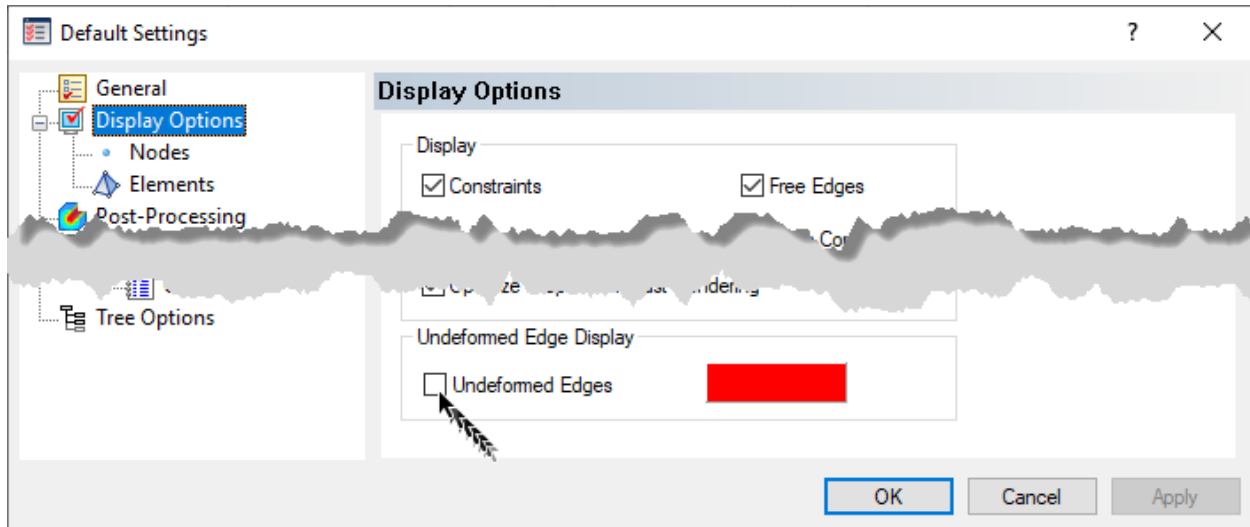 Default Settings
?
General
Display Options
Nodes
Elements
Post-Processing
Tree Options
Display Options
Display
Constraints
Free Edges
Undeformed Edge Display
Undeformed Edges
OK
Cancel
Apply